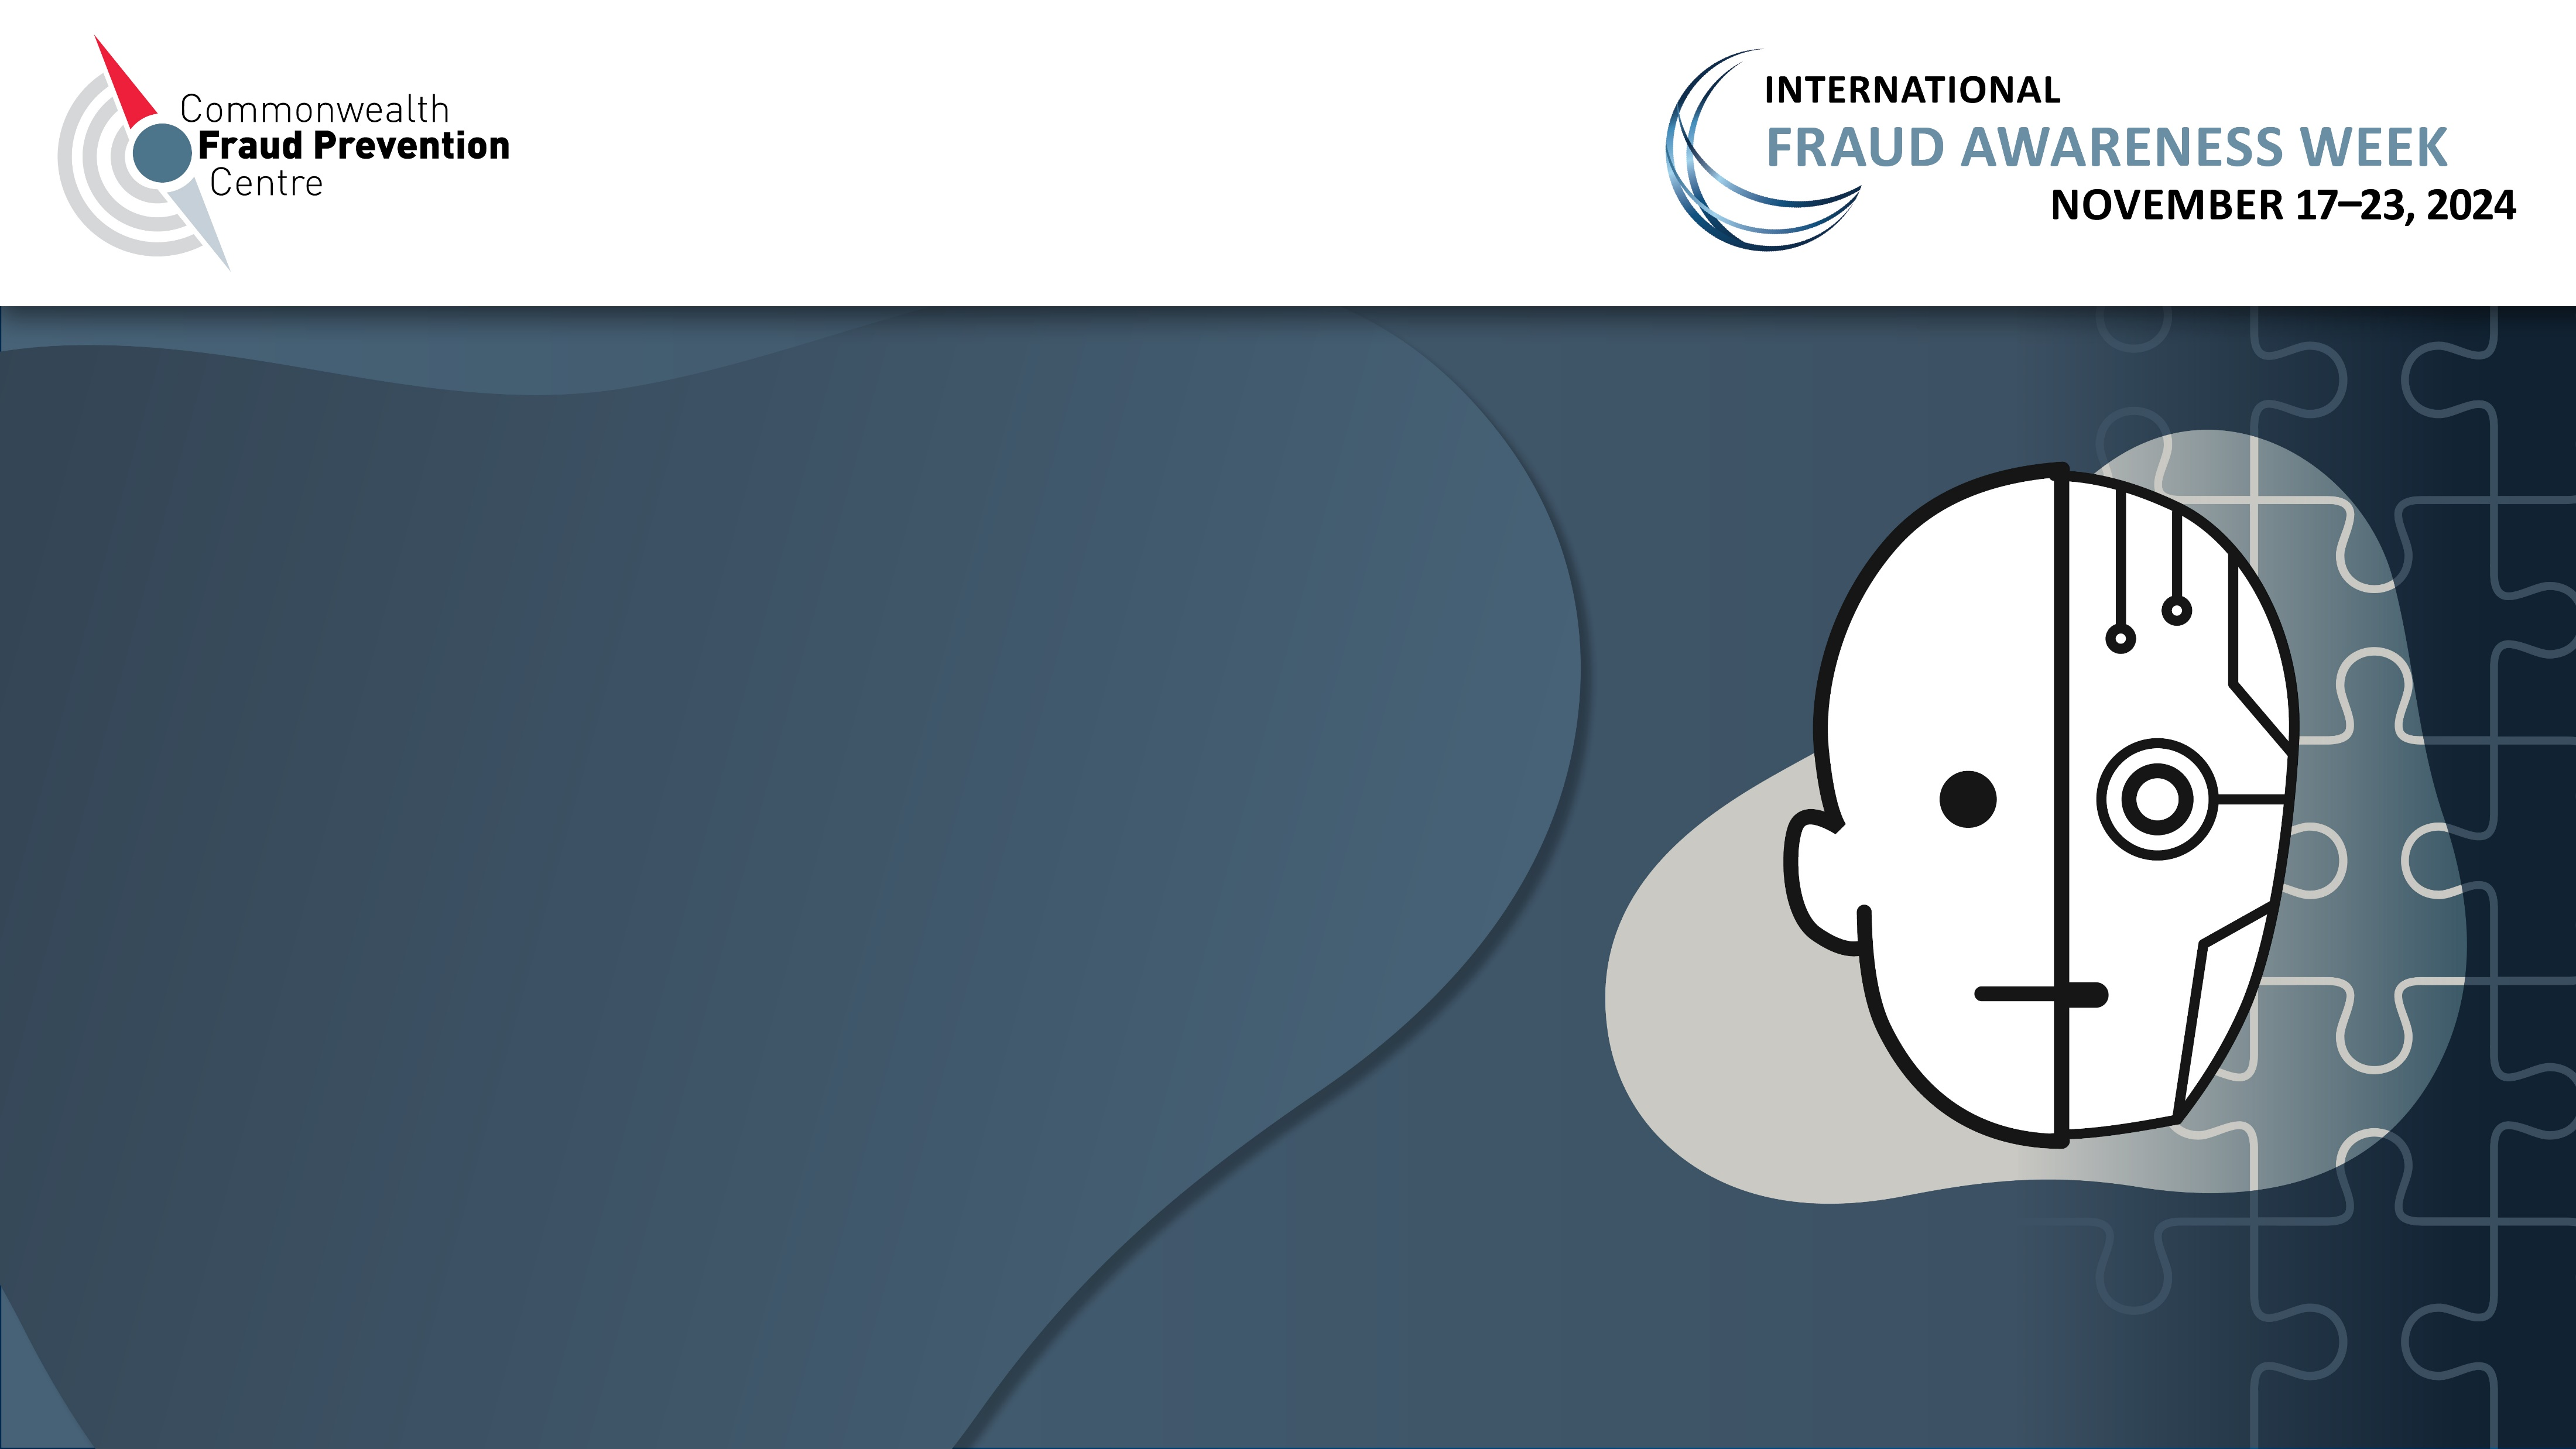 Commonwealth
Fraud Prevention
Centre
INTERNATIONAL
FRAUD AWARENESS WEEK
NOVEMBER 17–23, 2024